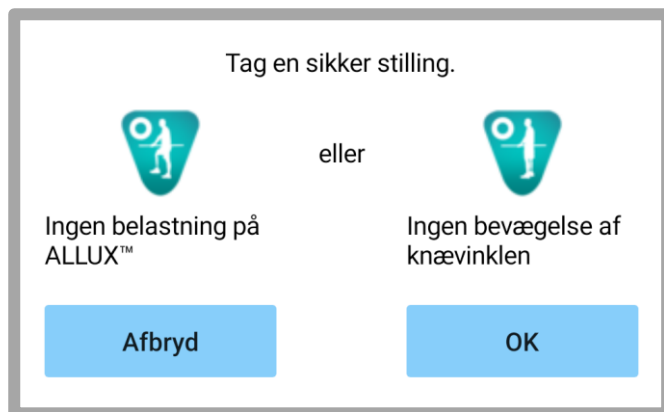 Tag en sikker stilling.
eller
Ingen belastning på
ALLUX™
Ingen bevægelse af
knævinklen
Afbryd
OK